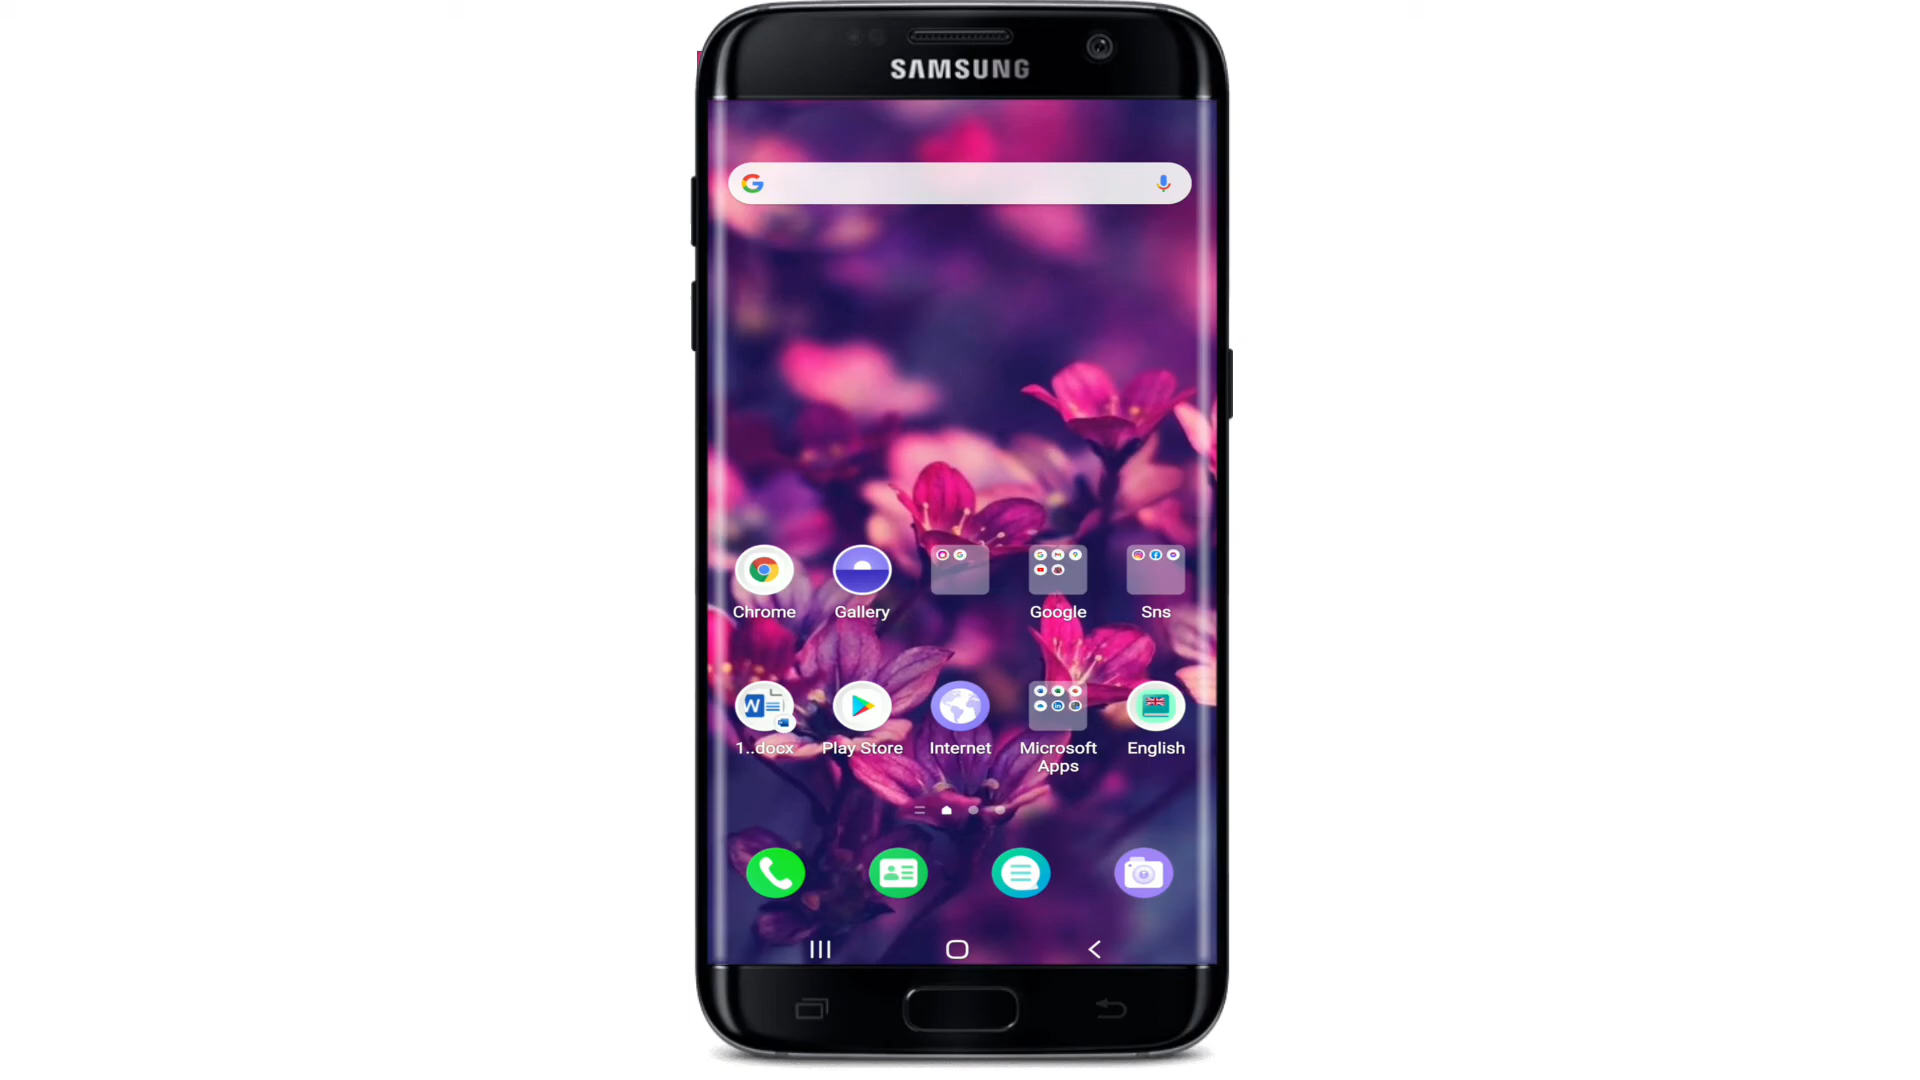 SAMSUNG
Chrome
Gallery
Google
Sns
1..docx
Play Store
Internet
Microsoft
Apps
English